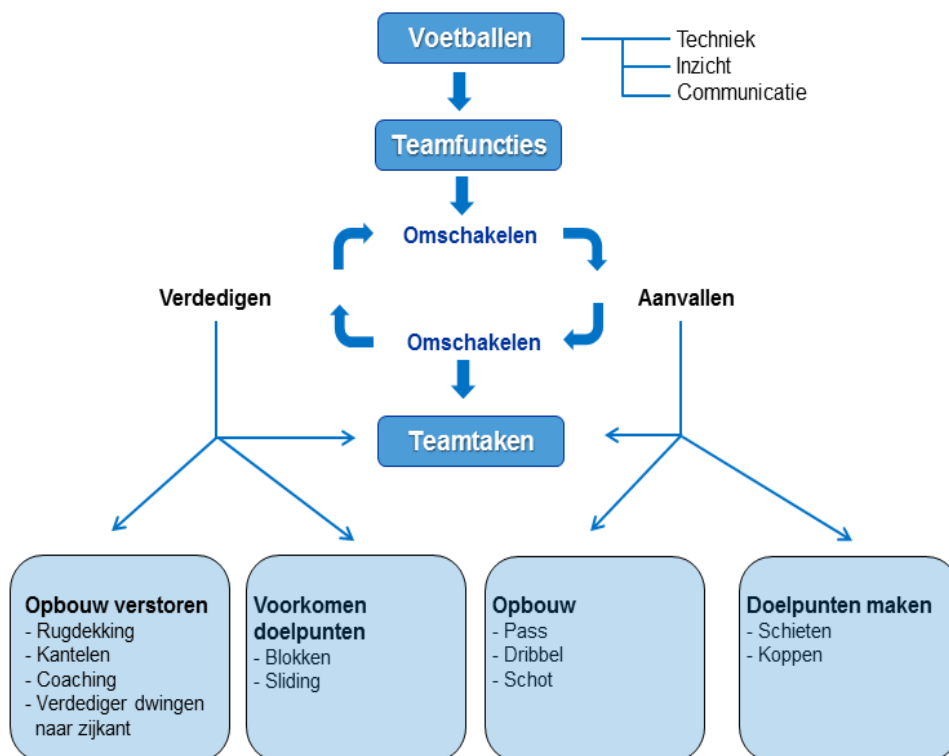 Voetballen
Techniek
Inzicht
Communicatie
Teamfuncties
Omschakelen
Verdedigen
Aanvallen
Omschakelen
Teamtaken
Opbouw verstoren
- Rugdekking
- Kantelen
- Coaching
- Verdediger dwingen
naar zijkant
Voorkomen
doelpunten
- Blokken
- Sliding
Opbouw
- Pass
- Dribbel
- Schot
Doelpunten maken
- Schieten
- Koppen